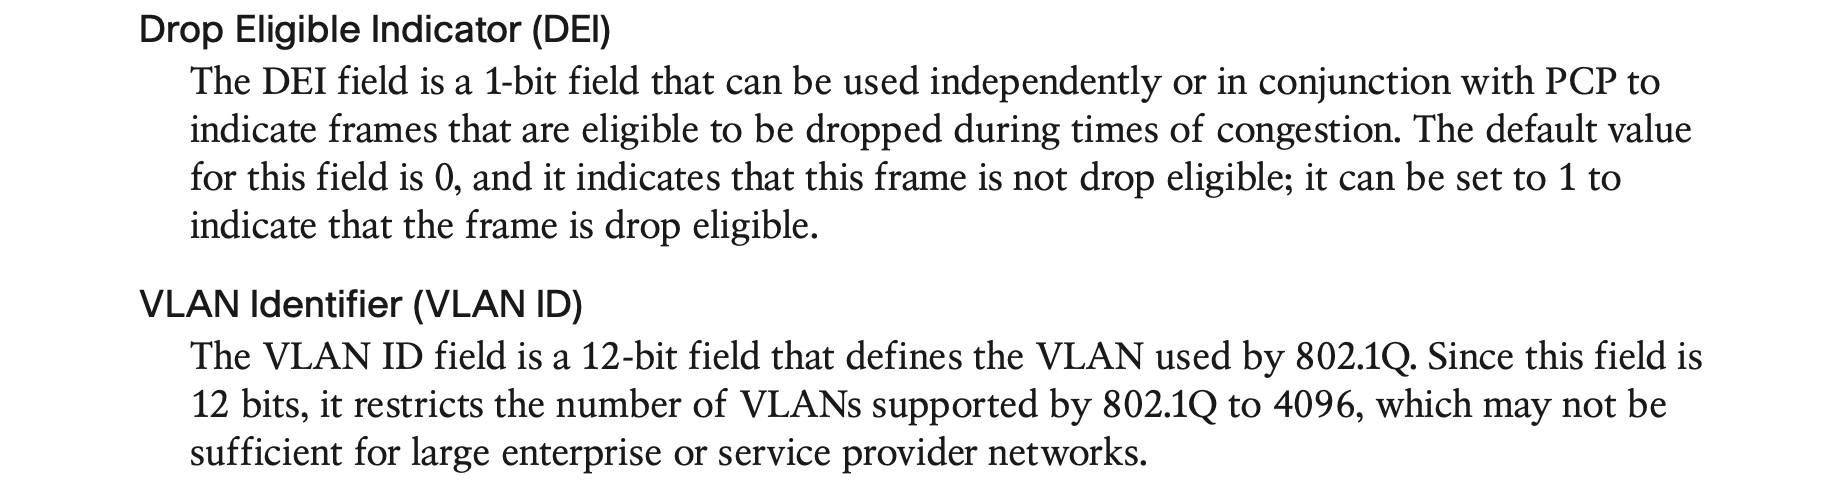 Drop Eligible Indicator (DEI)
The DEI field is a 1-bit field that can be used independently or in conjunction with PCP to
indicate frames that are eligible to be dropped during times of congestion. The default value
for this field is 0, and it indicates that this frame is not drop eligible; it can be set to 1 to
indicate that the frame is drop eligible.
VLAN Identifier (VLAN ID)
The VLAN ID field is a 12-bit field that defines the VLAN used by 802.1Q. Since this field is
12 bits, it restricts the number of VLANs supported by 802.1Q to 4096, which may not be
sufficient for large enterprise or service provider networks.